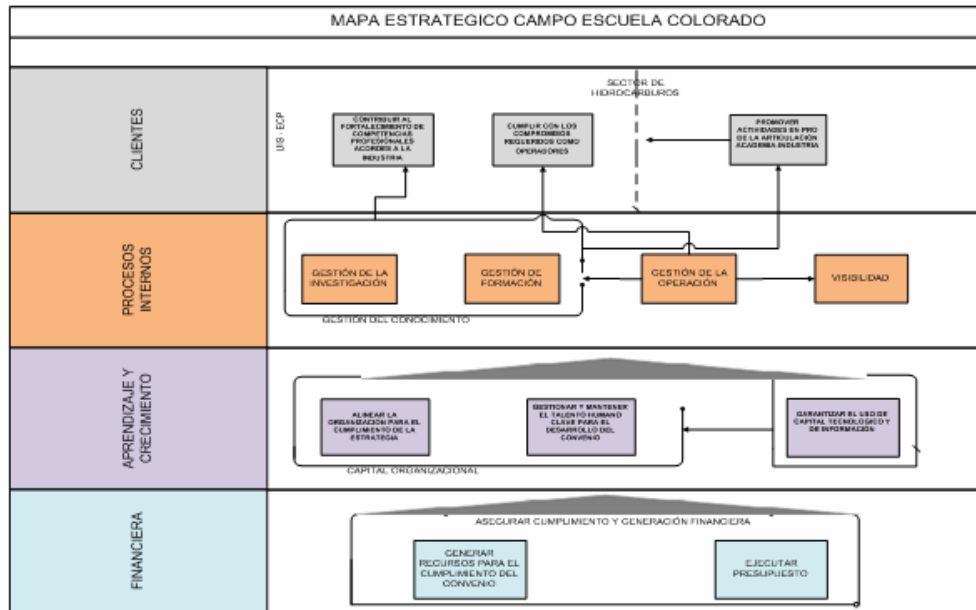 MAPA ESTRATEGICO CAMPO ESCUELA COLORADO
CLIENTES
UIS - ECP
CONTRIBUIR AL
FORTALECIMIENTO DE
COMPETENCIAS
PROFESIONALES
ACORDES A LA
INDUSTRIA
CUMPLIR CON LOS
COMPROMISOS
REQUERIDOS COMO
OPERADORES
SECTOR DE
HIDROCARBUROS
PROMOVER
ACTIVIDADES EN PRO
DE LA ARTICULACIÓN
ACADEMIA-INDUSTRIA
PROCESOS
INTERNOS
GESTIÓN DE LA
INVESTIGACIÓN
GESTIÓN DE
FORMACIÓN
GESTIÓN DE LA
OPERACIÓN
VISIBILIDAD
GESTIÓN DEL CONOCIMIENTO
APRENDIZAJE Y
CRECIMIENTO
ALINEAR LA
ORGANIZACIÓN PARA EL
CUMPLIMIENTO DE LA
ESTRATEGIA
GESTIONAR Y MANTENER
EL TALENTO HUMANO
CLAVE PARA EL
DESARROLLO DEL
CONVENIO
GARANTIZAR EL USO DE
CAPITAL TECNOLÓGICO Y
DE INFORMACIÓN
CAPITAL ORGANIZACIONAL
FINANCIERA
ASEGURAR CUMPLIMIENTO Y GENERACIÓN FINANCIERA
GENERAR
RECURSOS PARA EL
CUMPLIMIENTO DEL
CONVENIO
EJECUTAR
PRESUPUESTO